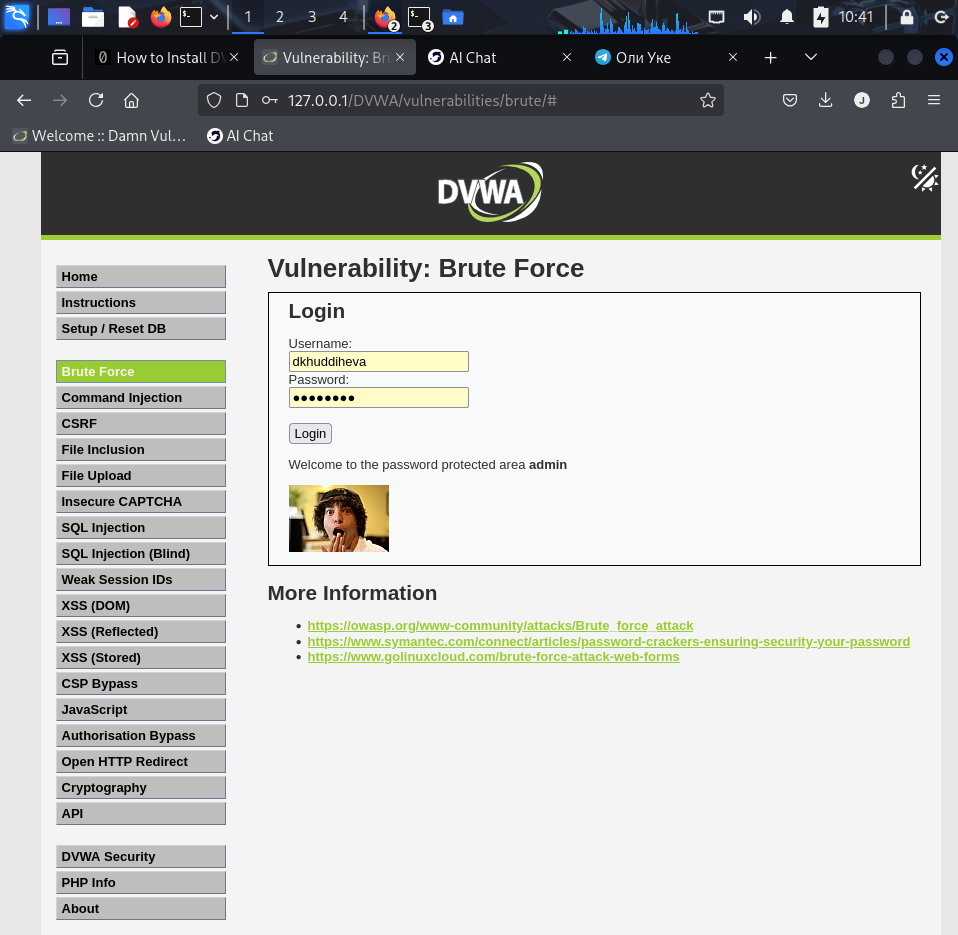 1 2 3 4 2 3 10:41
How to Install DV Vulnerability: Bru AI Chat Оли Уке
J
127.0.0.1/DVWA/vulnerabilities/brute/#
Welcome :: Damn Vul... AI Chat
DVWA
Home
Instructions
Setup / Reset DB
Brute Force
Command Injection
CSRF
File Inclusion
File Upload
Insecure CAPTCHA
SQL Injection
SQL Injection (Blind)
Weak Session IDs
XSS (DOM)
XSS (Reflected)
XSS (Stored)
CSP Bypass
JavaScript
Authorisation Bypass
Open HTTP Redirect
Cryptography
API
DVWA Security
PHP Info
About
Vulnerability: Brute Force
Login
Username:
dkhuddiheva
Password:
••••••••
Login
Welcome to the password protected area admin
More Information
• https://owasp.org/www-community/attacks/Brute_force_attack
• https://www.symantec.com/connect/articles/password-crackers-ensuring-security-your-password
• https://www.golinuxcloud.com/brute-force-attack-web-forms